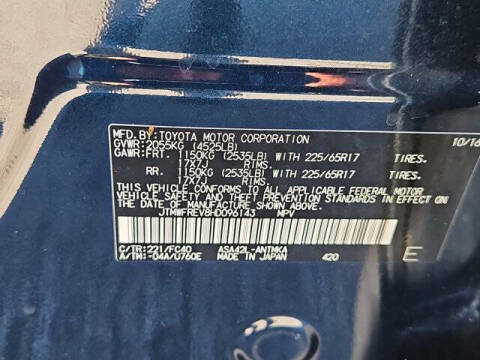 MFD. BY: TOYOTA MOTOR CORPORATION 10/16
GVWR: 2055KG (4525LB)
GAWR: FRT. 1150KG (2535LB) WITH 225/65R17 TIRES.
17X7J RIMS.
RR. 1150KG (2535LB) WITH 225/65R17 TIRES.
17X7J RIMS.
THIS VEHICLE CONFORMS TO ALL APPLICABLE FEDERAL MOTOR
VEHICLE SAFETY AND THEFT PREVENTION STANDARDS IN EFFECT ON
THE DATE OF MANUFACTURE SHOWN ABOVE.
JTMWFREV8HD096143 MPV
C/TR: 221/FC40 ASA42L-ANTMKA
A/TM: -04A/U760E MADE IN JAPAN 420 E